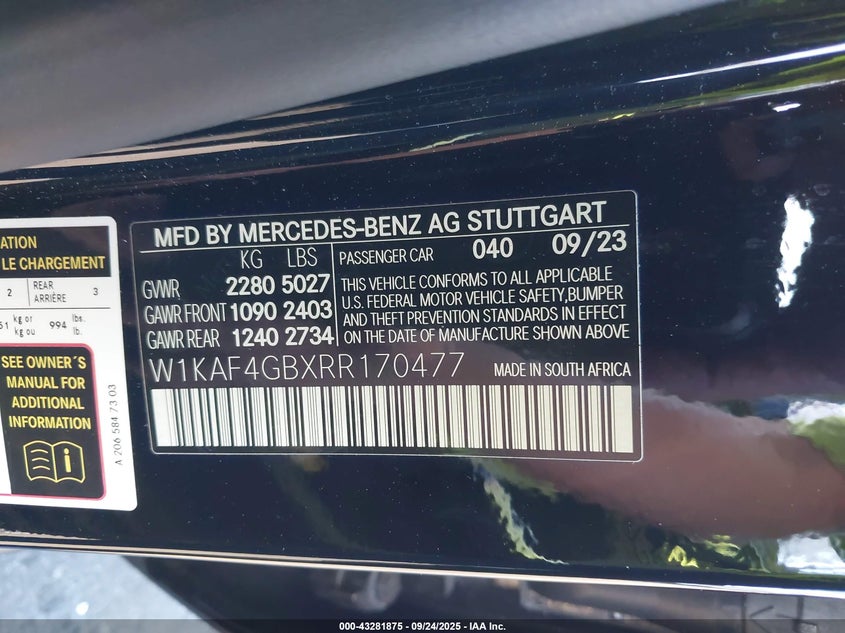 ATION
LE CHARGEMENT
2 REAR ARRIÈRE 3
51 kg or kg ou 994 lbs. lb.
SEE OWNER´S
MANUAL FOR
ADDITIONAL
INFORMATION
A 206 584 73 03
MFD BY MERCEDES-BENZ AG STUTTGART
KG LBS
GVWR 2280 5027
GAWR FRONT 1090 2403
GAWR REAR 1240 2734
PASSENGER CAR 040 09/23
THIS VEHICLE CONFORMS TO ALL APPLICABLE
U.S. FEDERAL MOTOR VEHICLE SAFETY,BUMPER
AND THEFT PREVENTION STANDARDS IN EFFECT
ON THE DATE OF MANUFACTURE SHOWN ABOVE
W1KAF4GBXRR170477 MADE IN SOUTH AFRICA
000-43281875 - 09/24/2025 - IAA Inc.